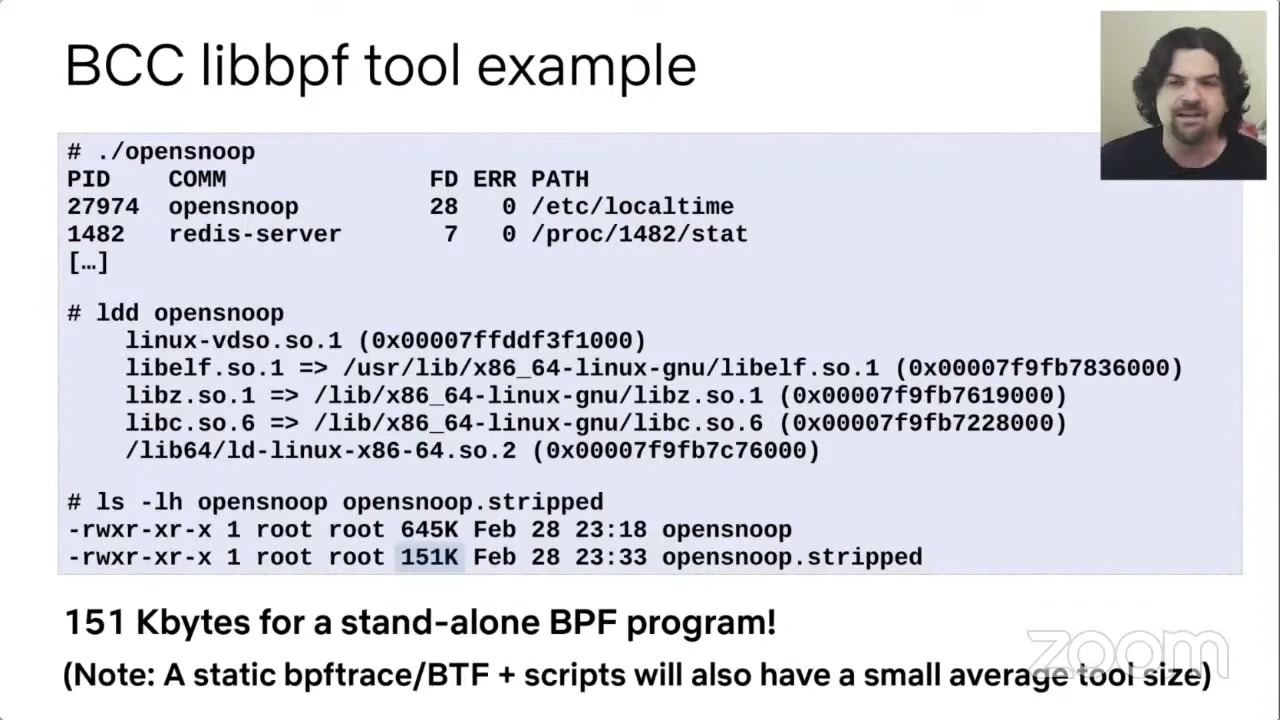 BCC libbpf tool example
# ./opensnoop
PID    COMM              FD ERR PATH
27974  opensnoop         28   0 /etc/localtime
1482   redis-server       7   0 /proc/1482/stat
[…]
# ldd opensnoop
    linux-vdso.so.1 (0x00007ffddf3f1000)
    libelf.so.1 => /usr/lib/x86_64-linux-gnu/libelf.so.1 (0x00007f9fb7836000)
    libz.so.1 => /lib/x86_64-linux-gnu/libz.so.1 (0x00007f9fb7619000)
    libc.so.6 => /lib/x86_64-linux-gnu/libc.so.6 (0x00007f9fb7228000)
    /lib64/ld-linux-x86-64.so.2 (0x00007f9fb7c76000)
# ls -lh opensnoop opensnoop.stripped
-rwxr-xr-x 1 root root 645K Feb 28 23:18 opensnoop
-rwxr-xr-x 1 root root 151K Feb 28 23:33 opensnoop.stripped
151 Kbytes for a stand-alone BPF program!
(Note: A static bpftrace/BTF + scripts will also have a small average tool size)
zoom